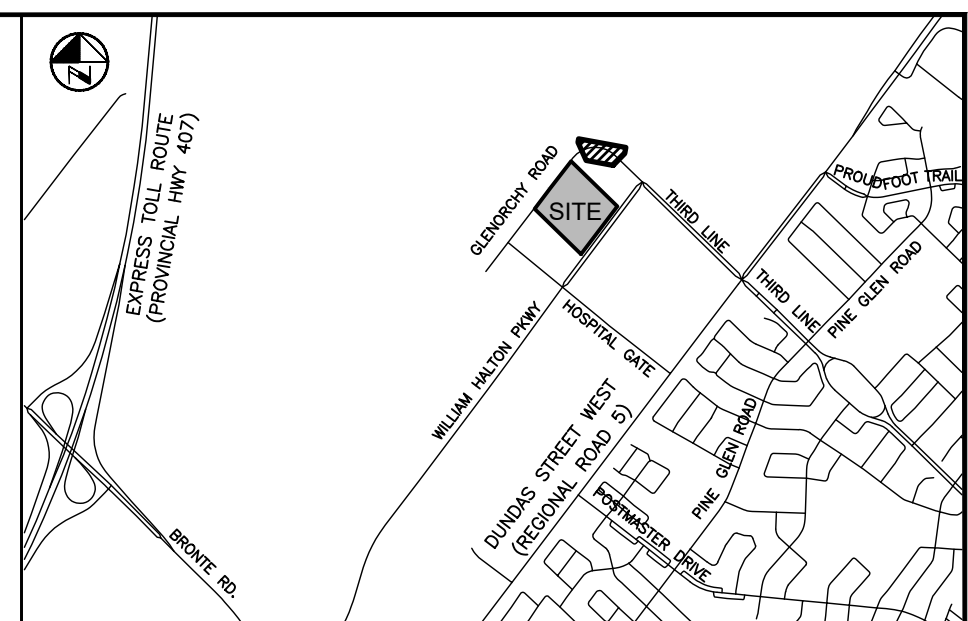 N
EXPRESS TOLL ROUTE
(PROVINCIAL HWY 407)
GLENORCHY ROAD
SITE
THIRD LINE
PROUDFOOT TRAIL
WILLIAM HALTON PKWY
HOSPITAL GATE
THIRD LINE
PINE GLEN ROAD
DUNDAS STREET WEST
(REGIONAL ROAD 5)
PINE GLEN ROAD
POSTMASTER DRIVE
BRONTE RD.